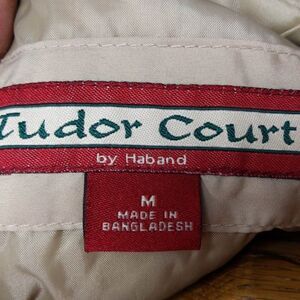 Tudor Court
by Haband
M
MADE IN
BANGLADESH